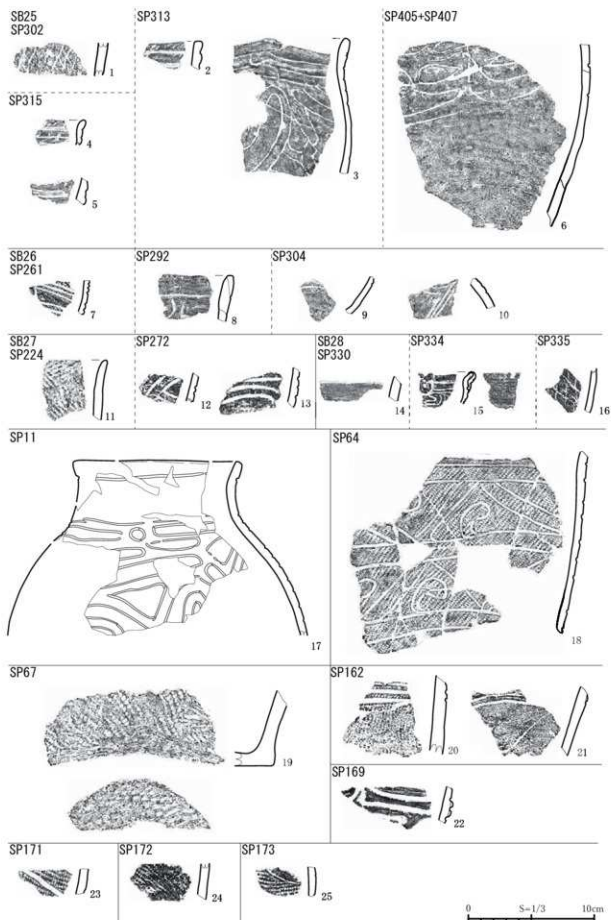 SB25
SP302
SP313
SP405+SP407
1
2
3
6
SP315
4
5
SB26
SP261
SP292
SP304
7
8
9
10
SB27
SP224
SP272
SB28
SP330
SP334
SP335
11
12
13
14
15
16
SP11
SP64
17
18
SP67
SP162
19
20
21
SP169
22
SP171
SP172
SP173
23
24
25
0 S=1/3 10cm